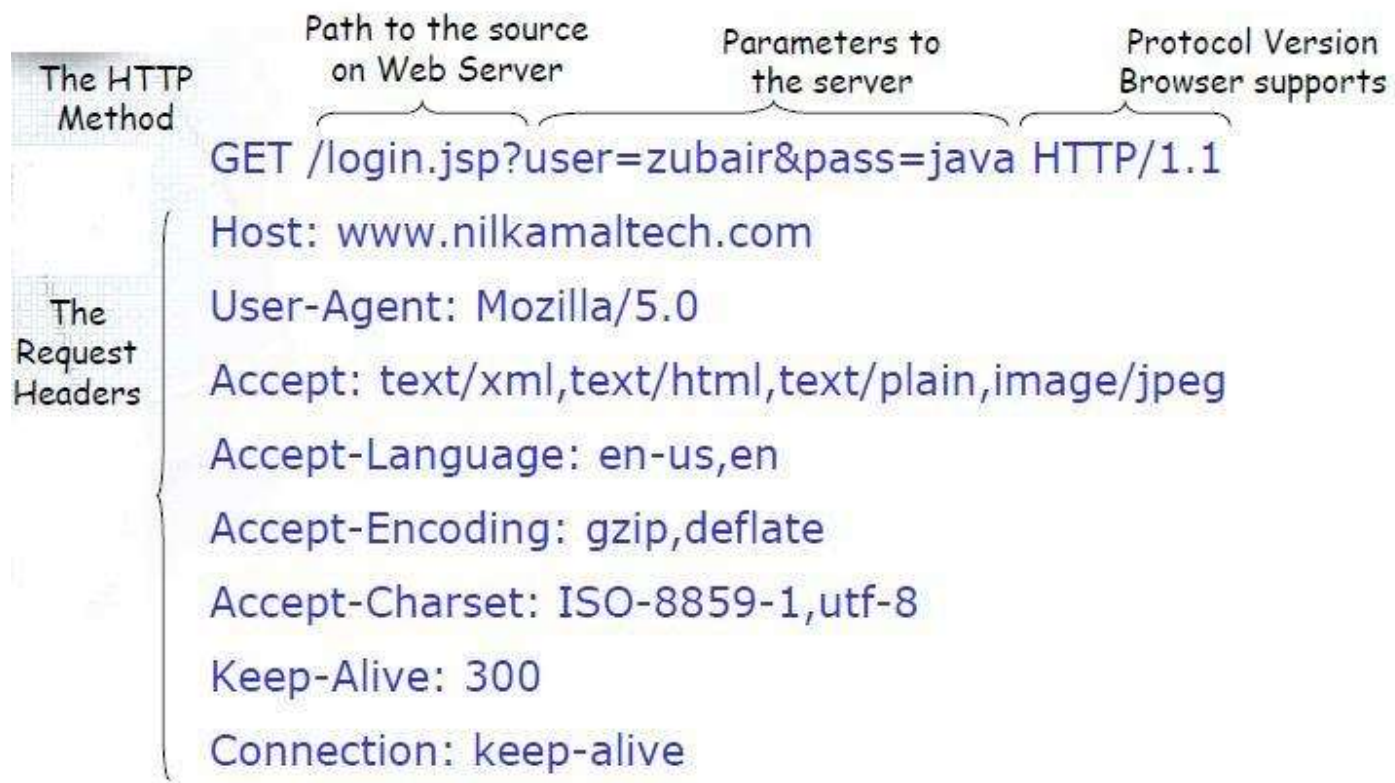 Path to the source
on Web Server
Parameters to
the server
Protocol Version
Browser supports
The HTTP
Method
GET /login.jsp?user=zubair&pass=java HTTP/1.1
Host: www.nilkamaltech.com
User-Agent: Mozilla/5.0
The
Request
Headers
Accept: text/xml,text/html,text/plain,image/jpeg
Accept-Language: en-us,en
Accept-Encoding: gzip,deflate
Accept-Charset: ISO-8859-1,utf-8
Keep-Alive: 300
Connection: keep-alive